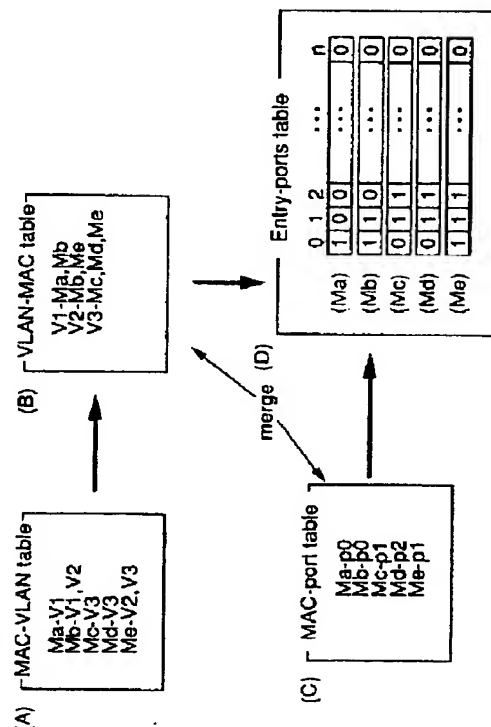 (A)
MAC-VLAN table
Ma-V1
Mb-V1,V2
Mc-V3
Md-V3
Me-V2,V3
(B)
VLAN-MAC table
V1-Ma,Mb
V2-Mb,Me
V3-Mc,Md,Me
merge
(C)
MAC-port table
Ma-p0
Mb-p0
Mc-p1
Md-p2
Me-p1
(D)
Entry-ports table
0 1 2 n
(Ma) 1 0 0 ... 0
(Mb) 1 1 0 ... 0
(Mc) 0 1 1 ... 0
(Md) 0 1 1 ... 0
(Me) 1 1 1 ... 0